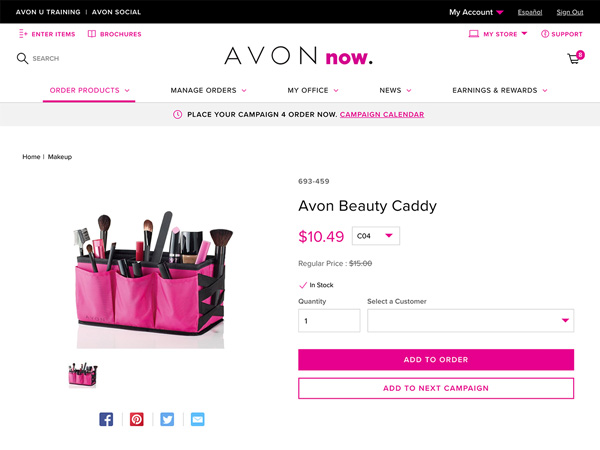 AVON U TRAINING | AVON SOCIAL
My Account Español Sign Out
ENTER ITEMS BROCHURES
MY STORE SUPPORT
SEARCH
AVON now.
8
ORDER PRODUCTS MANAGE ORDERS MY OFFICE NEWS EARNINGS & REWARDS
PLACE YOUR CAMPAIGN 4 ORDER NOW. CAMPAIGN CALENDAR
Home | Makeup
693-459
Avon Beauty Caddy
$10.49 C04
Regular Price : $15.00
In Stock
Quantity Select a Customer
1
ADD TO ORDER
ADD TO NEXT CAMPAIGN